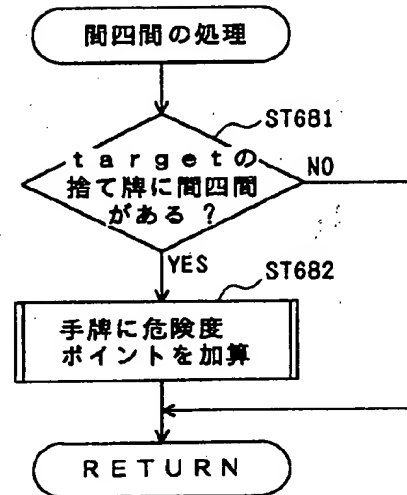 間四間の処理
ST681
targetの
捨て牌に間四間
がある?
NO
YES
ST682
手牌に危険度
ポイントを加算
RETURN